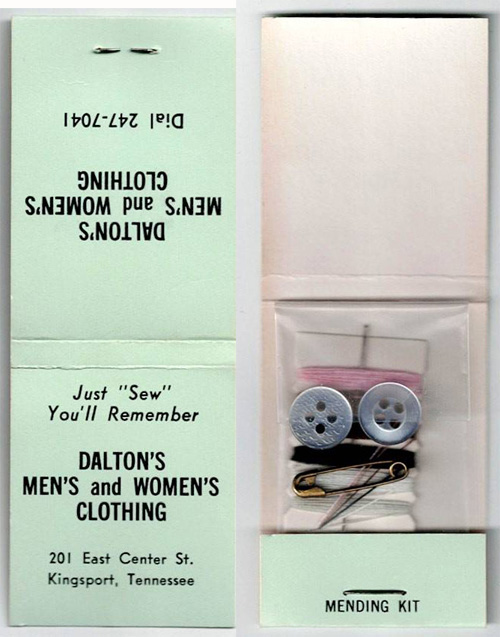 Dial 247-7041
DALTON'S
MEN'S and WOMEN'S
CLOTHING
Just "Sew"
You'll Remember
DALTON'S
MEN'S and WOMEN'S
CLOTHING
201 East Center St.
Kingsport, Tennessee
MENDING KIT